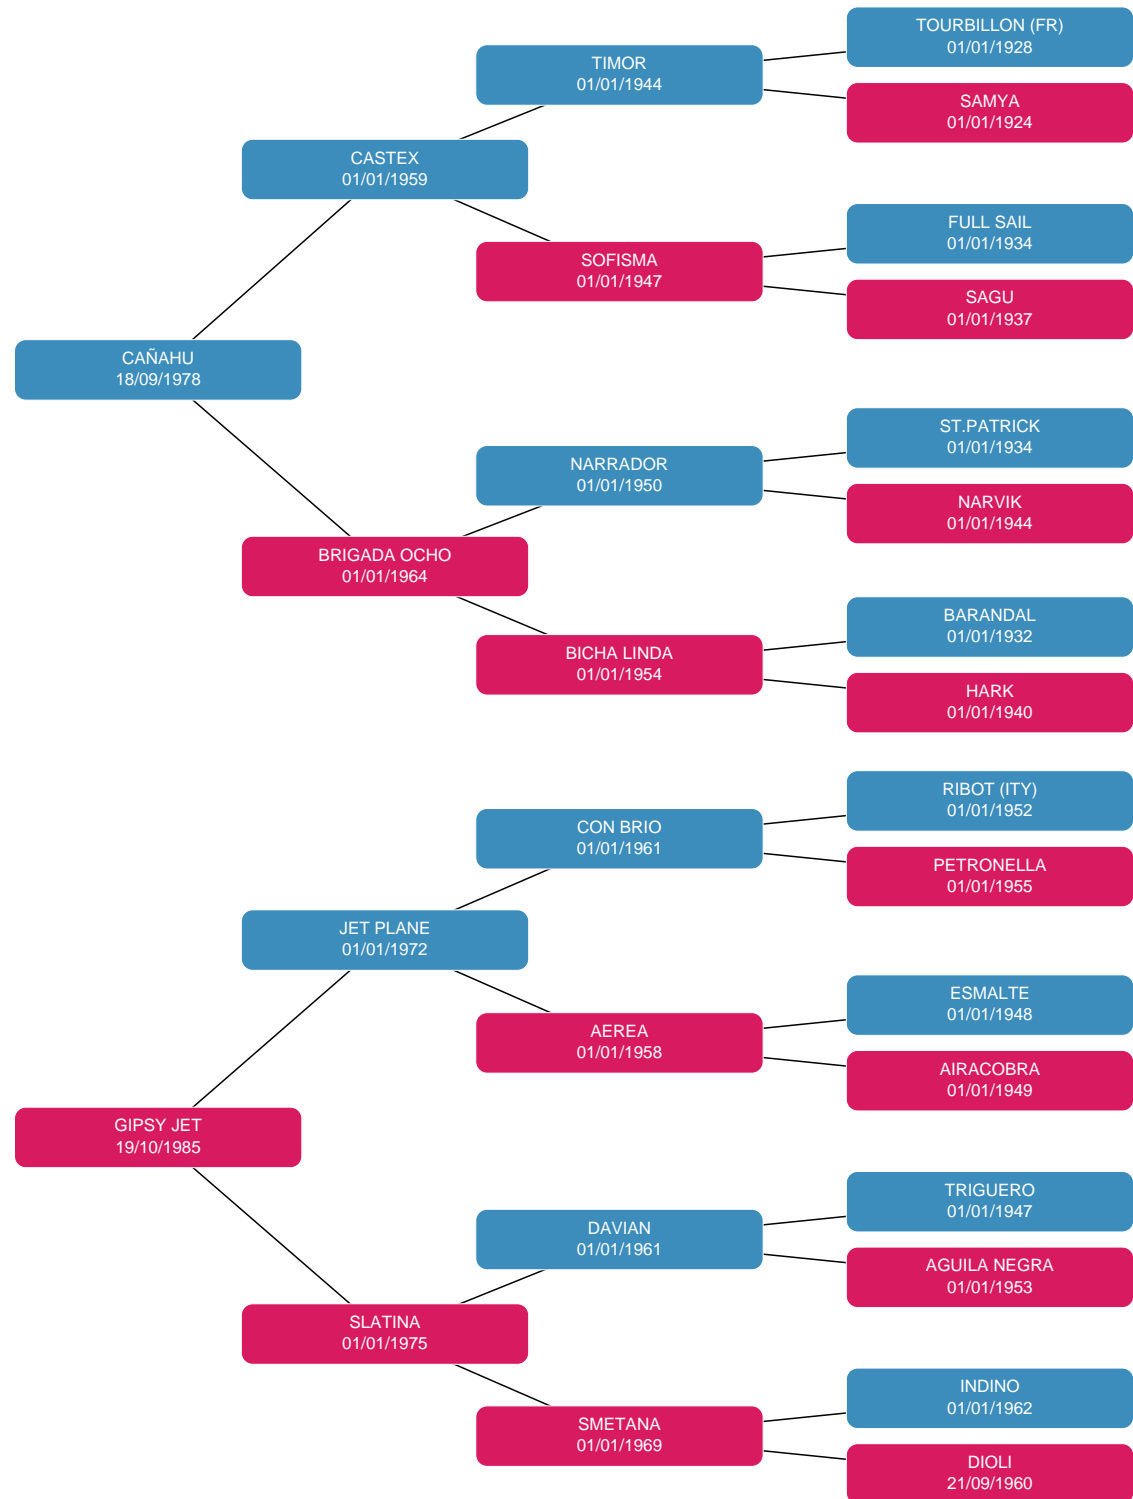 TOURBILLON (FR)
01/01/1928
TIMOR
01/01/1944
SAMYA
01/01/1924
CASTEX
01/01/1959
FULL SAIL
01/01/1934
SOFISMA
01/01/1947
SAGU
01/01/1937
CAÑAHU
18/09/1978
ST.PATRICK
01/01/1934
NARRADOR
01/01/1950
NARVIK
01/01/1944
BRIGADA OCHO
01/01/1964
BARANDAL
01/01/1932
BICHA LINDA
01/01/1954
HARK
01/01/1940
RIBOT (ITY)
01/01/1952
CON BRIO
01/01/1961
PETRONELLA
01/01/1955
JET PLANE
01/01/1972
ESMALTE
01/01/1948
AEREA
01/01/1958
AIRACOBRA
01/01/1949
GIPSY JET
19/10/1985
TRIGUERO
01/01/1947
DAVIAN
01/01/1961
AGUILA NEGRA
01/01/1953
SLATINA
01/01/1975
INDINO
01/01/1962
SMETANA
01/01/1969
DIOLI
21/09/1960